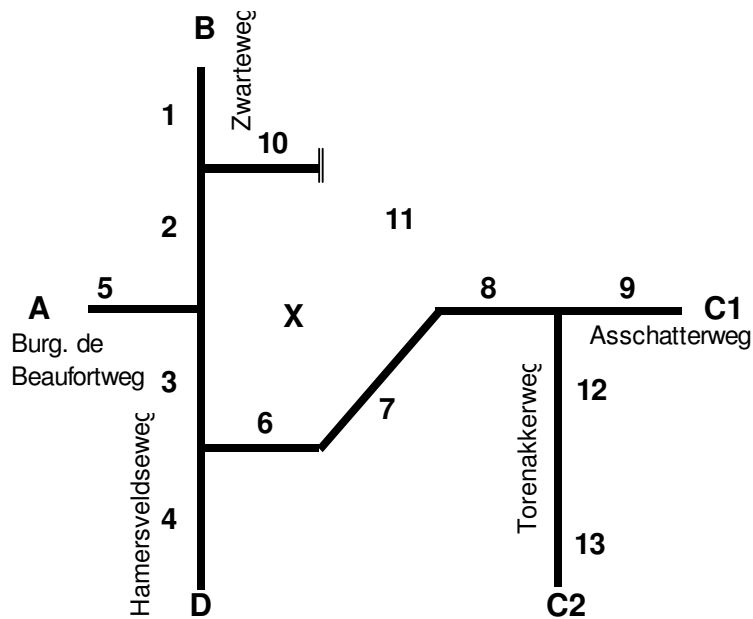 B
Zwarteweg
1
10
2
11
5
8
9
A
X
C1
Burg. de
Beaufortweg
Asschatterweg
3
6
7
12
Hamersveldseweg
Torenakkerweg
4
13
D
C2